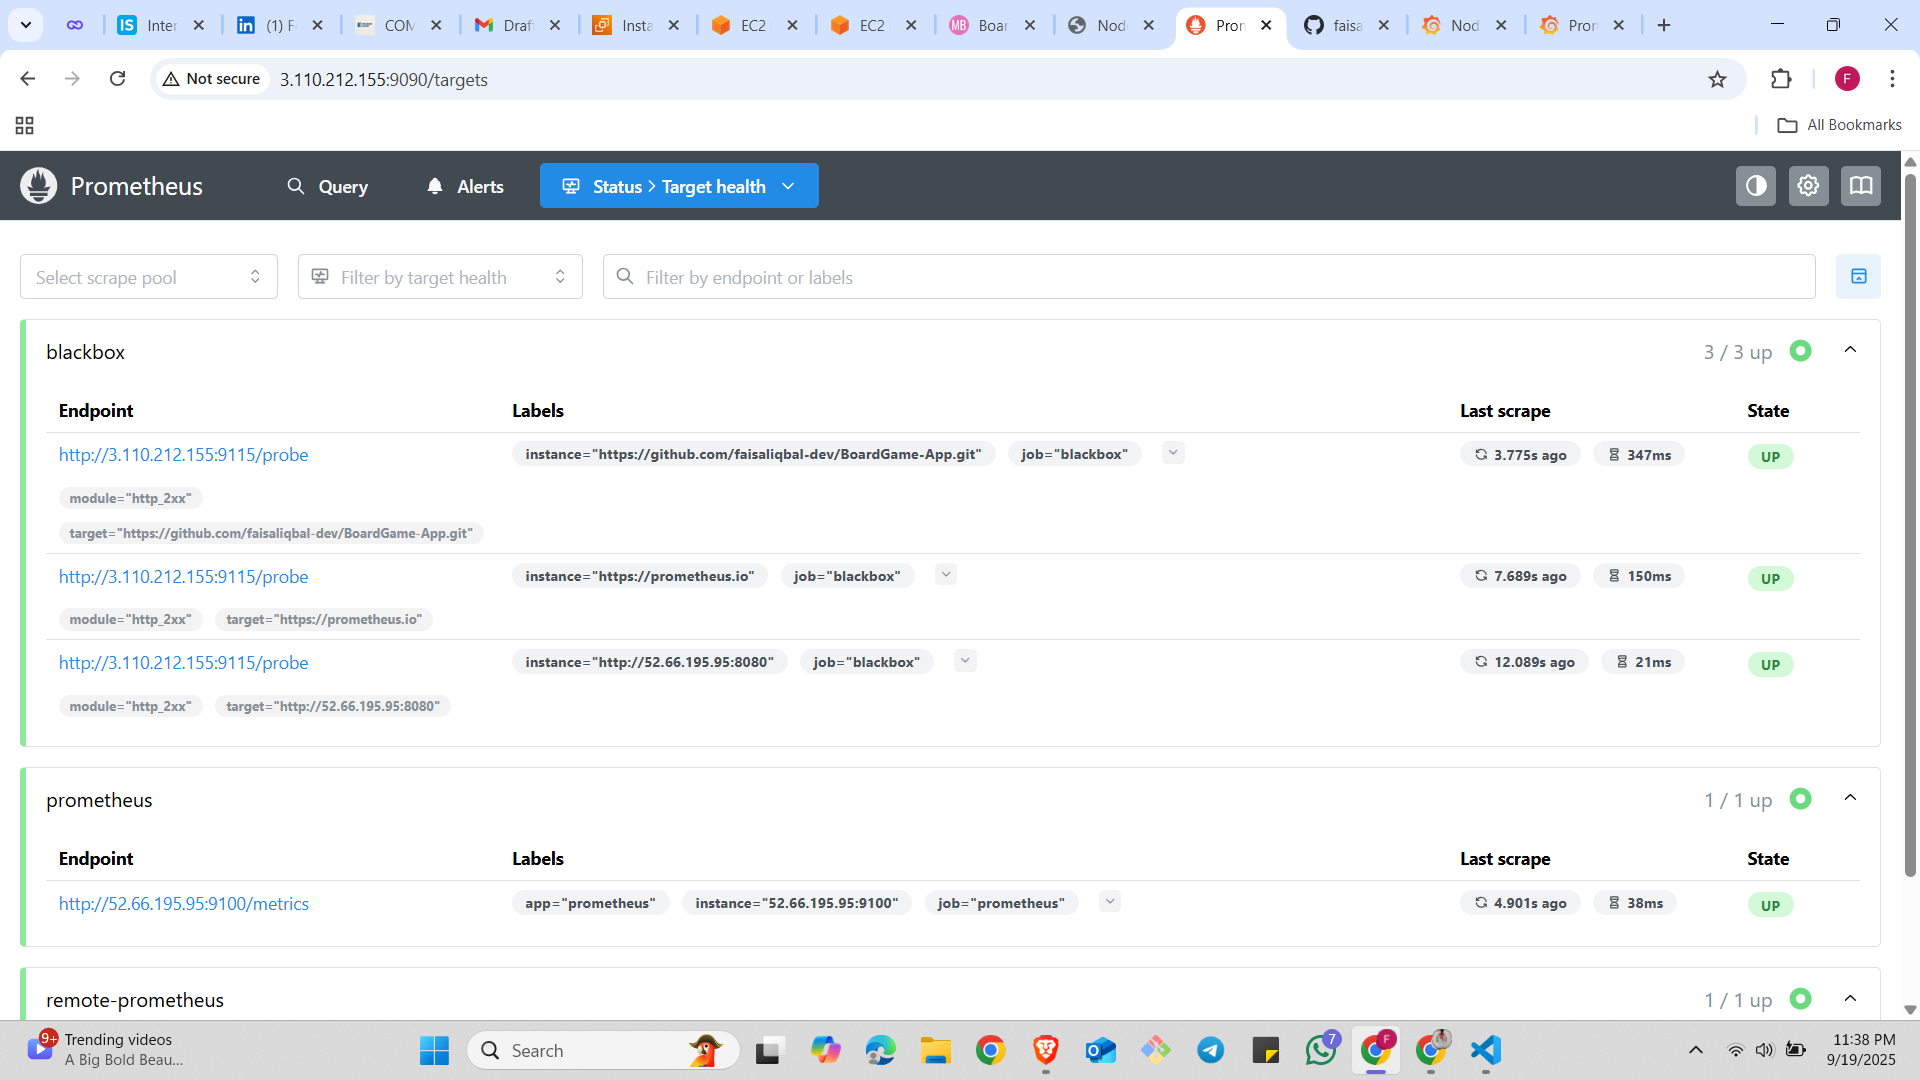 Inter
(1) F
COM
Draf
Insta
EC2
EC2
MB Boar
Nod
Pron
faisa
Nod
Pron
Not secure 3.110.212.155:9090/targets
F
All Bookmarks
Prometheus Query Alerts Status > Target health
Select scrape pool Filter by target health Filter by endpoint or labels
blackbox 3 / 3 up
Endpoint Labels Last scrape State
http://3.110.212.155:9115/probe instance="https://github.com/faisaliqbal-dev/BoardGame-App.git" job="blackbox" 3.775s ago 347ms UP
module="http_2xx"
target="https://github.com/faisaliqbal-dev/BoardGame-App.git"
http://3.110.212.155:9115/probe instance="https://prometheus.io" job="blackbox" 7.689s ago 150ms UP
module="http_2xx" target="https://prometheus.io"
http://3.110.212.155:9115/probe instance="http://52.66.195.95:8080" job="blackbox" 12.089s ago 21ms UP
module="http_2xx" target="http://52.66.195.95:8080"
prometheus 1 / 1 up
Endpoint Labels Last scrape State
http://52.66.195.95:9100/metrics app="prometheus" instance="52.66.195.95:9100" job="prometheus" 4.901s ago 38ms UP
remote-prometheus 1 / 1 up
9+ Trending videos
A Big Bold Beau...
Search
7
F
11:38 PM
9/19/2025